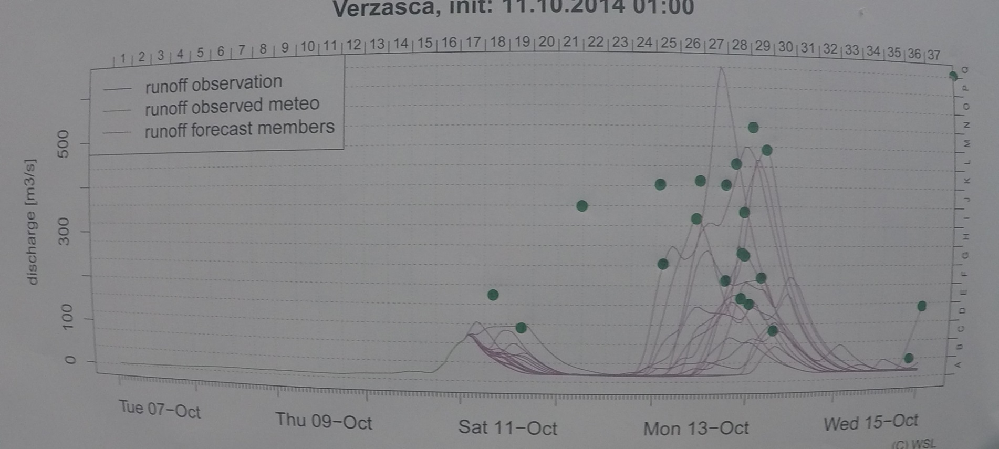 Verzasca, init: 11.10.2014 01:00
1 2 3 4 5 6 7 8 9 10 11 12 13 14 15 16 17 18 19 20 21 22 23 24 25 26 27 28 29 30 31 32 33 34 35 36 37
runoff observation
runoff observed meteo
runoff forecast members
discharge [m3/s]
500
300
100
0
Q
P
O
N
M
L
K
J
I
H
G
F
E
D
C
B
A
Tue 07-Oct Thu 09-Oct Sat 11-Oct Mon 13-Oct Wed 15-Oct
(C) WSL